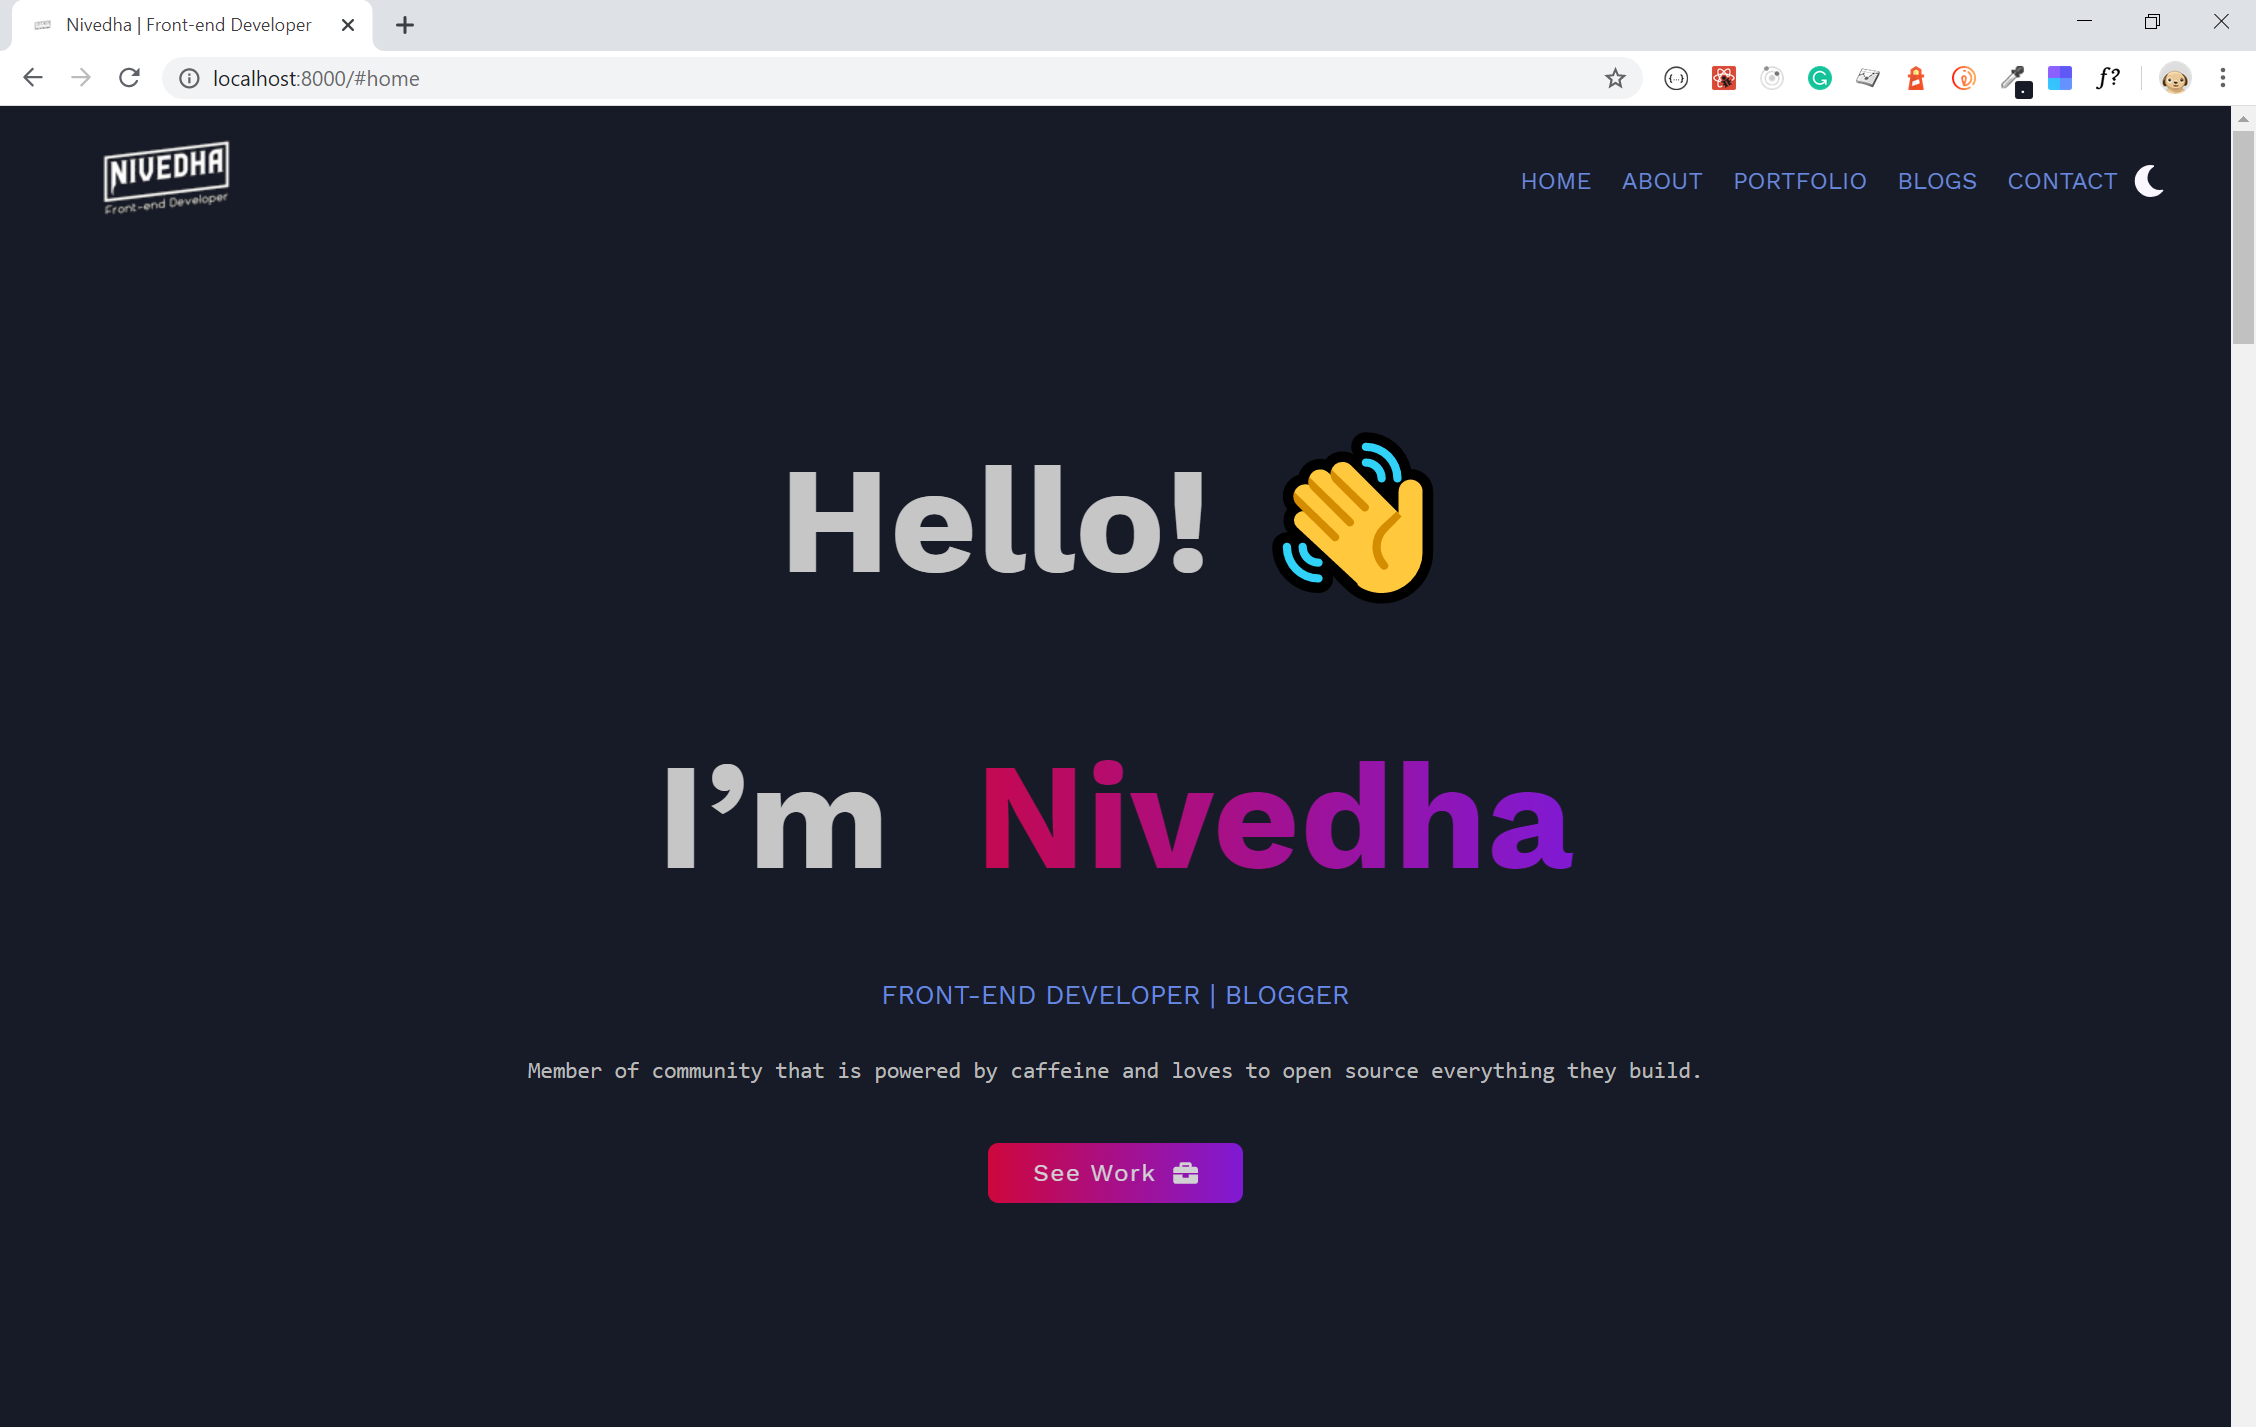 Nivedha | Front-end Developer
localhost:8000/#home
f?
NIVEDHA
Front-end Developer
HOME ABOUT PORTFOLIO BLOGS CONTACT
Hello! 👋
I’m Nivedha
FRONT-END DEVELOPER | BLOGGER
Member of community that is powered by caffeine and loves to open source everything they build.
See Work